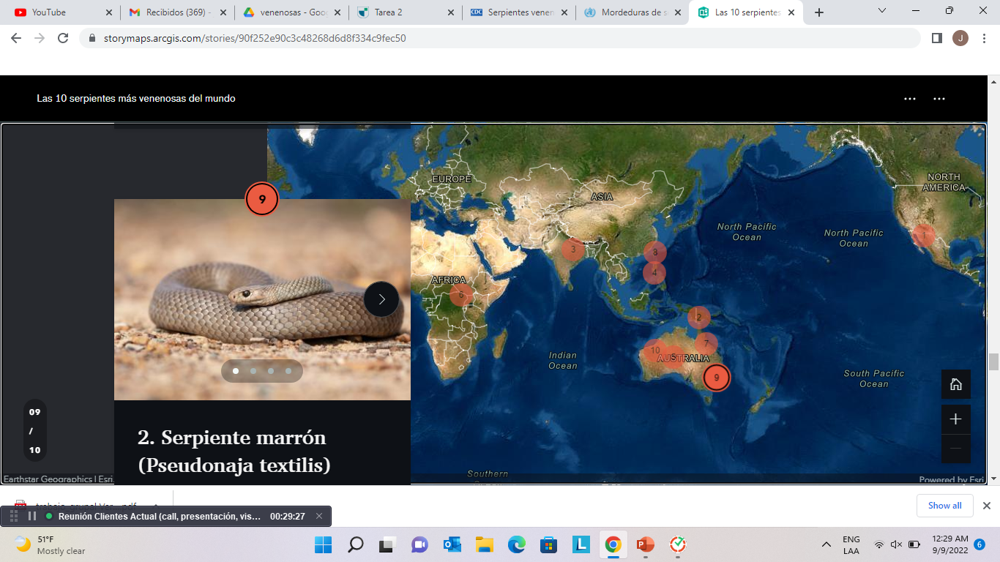 YouTube
Recibidos (369) -
venenosas - Goo
Tarea 2
CDC
Serpientes venen
Mordeduras de s
Las 10 serpientes
storymaps.arcgis.com/stories/90f252e90c3c48268d6d8f334c9fec50
J
Las 10 serpientes más venenosas del mundo
9
EUROPE
ASIA
NORTH
AMERICA
North Pacific
Ocean
North Pacific
Ocean
1
3
8
4
AFRICA
6
2
7
10
AUSTRALIA
9
Indian
Ocean
South Pacific
Ocean
09
/
10
2. Serpiente marrón
(Pseudonaja textilis)
Southern
Earthstar Geographics | Esri
Powered by Esri
Show all
Reunión Clientes Actual (call, presentación, vis... 00:29:27
51°F
Mostly clear
L
P
ENG
LAA
12:29 AM
9/9/2022
6